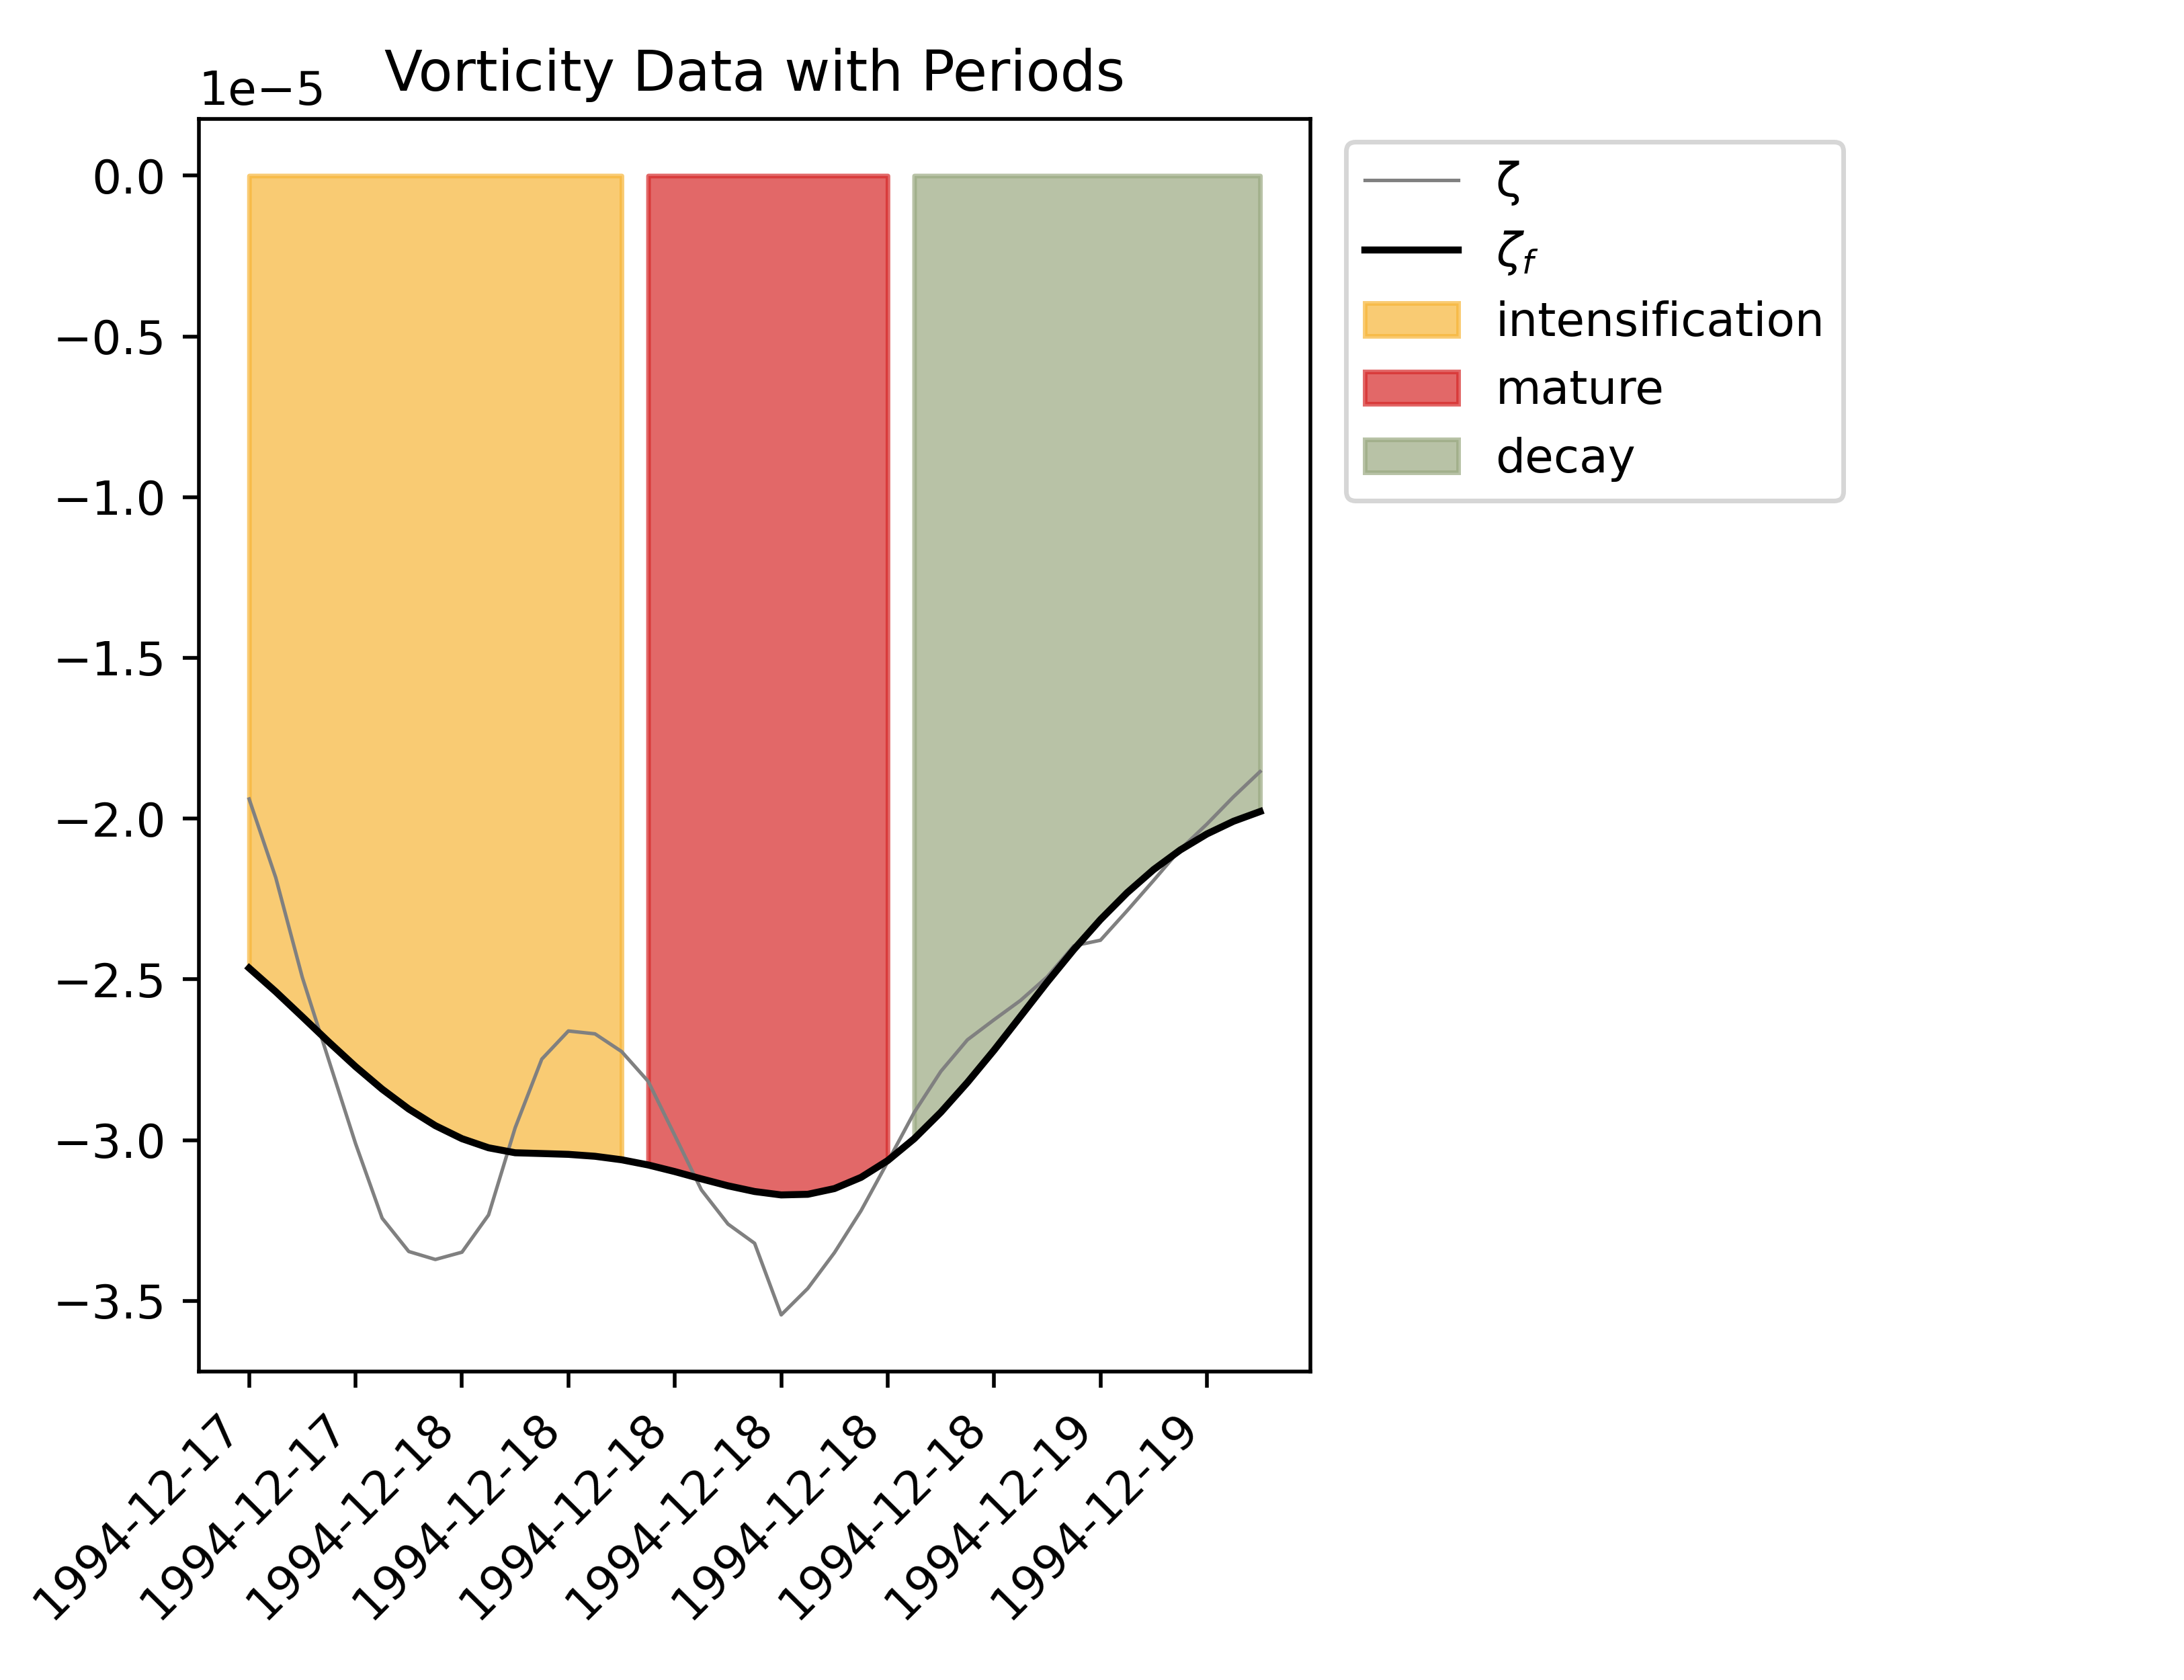 Vorticity Data with Periods
1e−5
0.0
−0.5
−1.0
−1.5
−2.0
−2.5
−3.0
−3.5
1994-12-17
1994-12-17
1994-12-18
1994-12-18
1994-12-18
1994-12-18
1994-12-18
1994-12-18
1994-12-19
1994-12-19
ζ
ζf
intensification
mature
decay